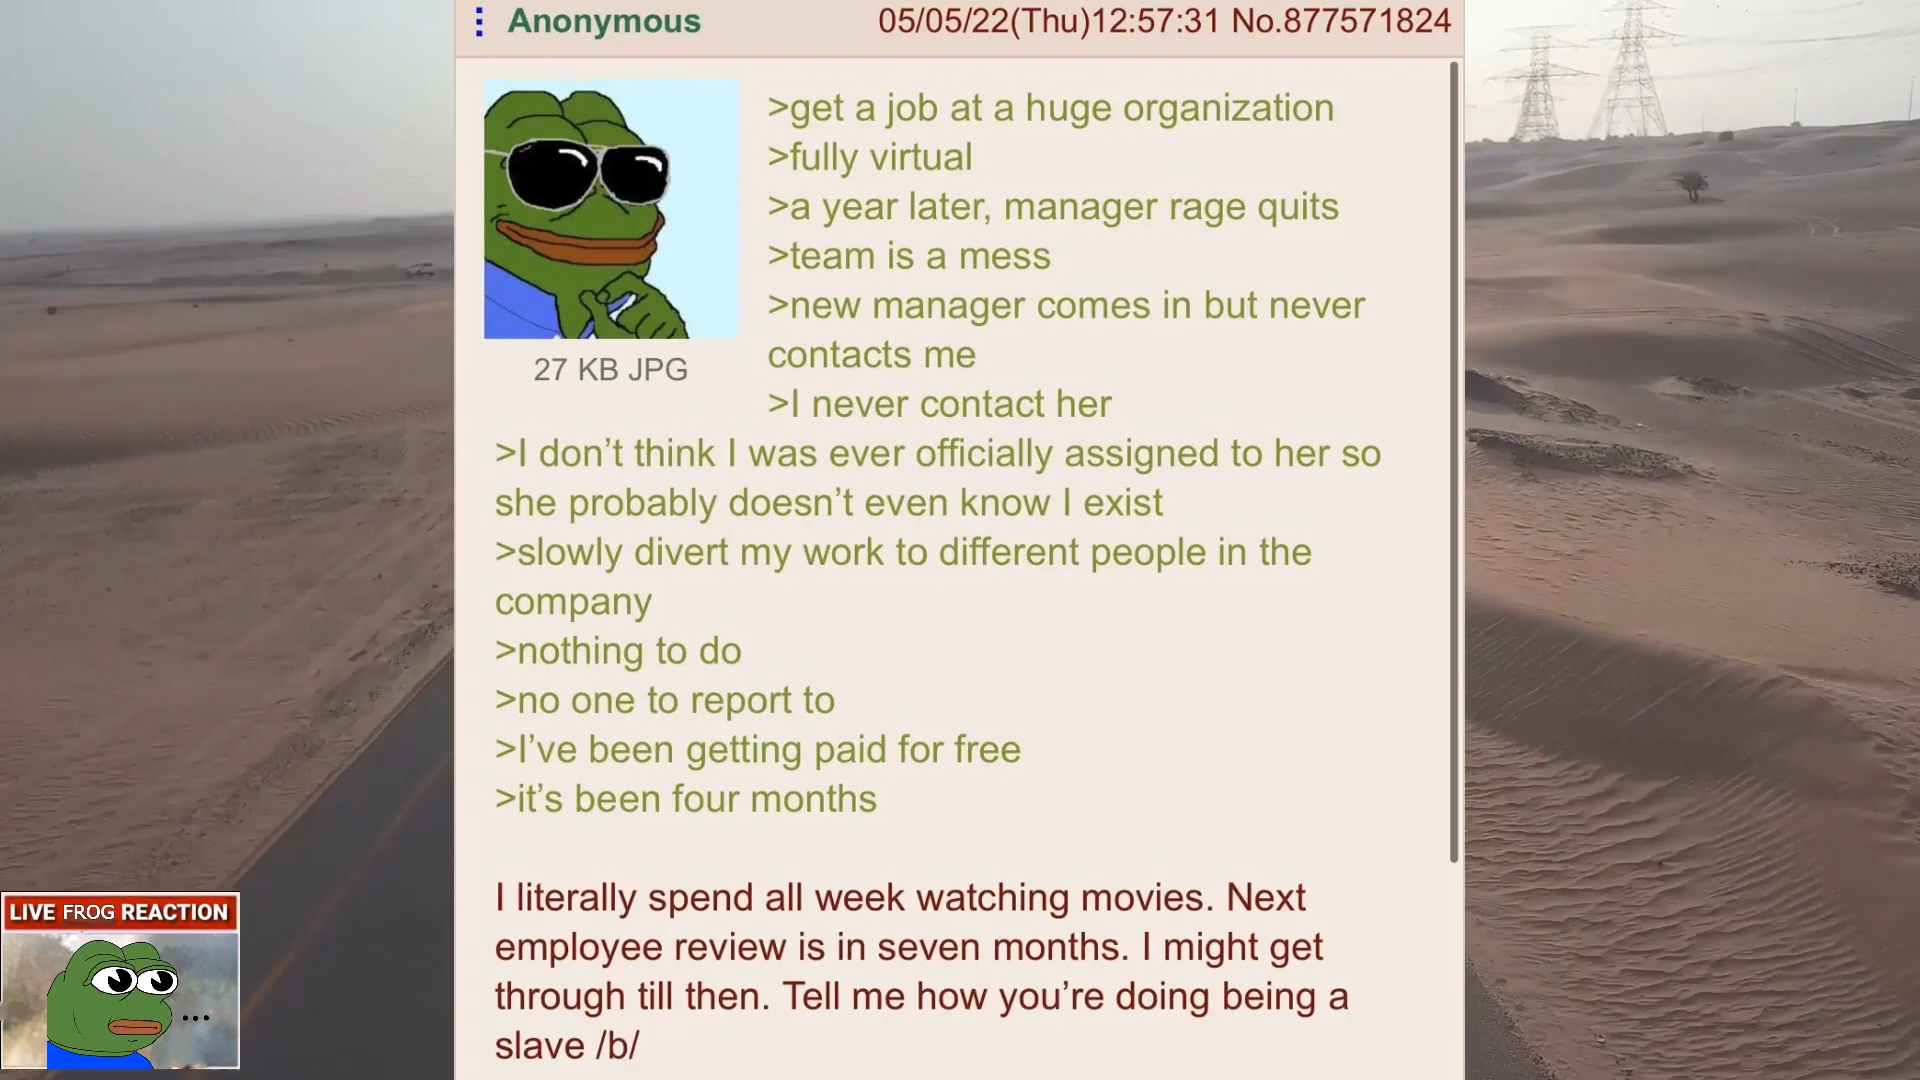 Anonymous 05/05/22(Thu)12:57:31 No.877571824
>get a job at a huge organization
>fully virtual
>a year later, manager rage quits
>team is a mess
>new manager comes in but never
contacts me
>I never contact her
27 KB JPG
>I don’t think I was ever officially assigned to her so
she probably doesn’t even know I exist
>slowly divert my work to different people in the
company
>nothing to do
>no one to report to
>I’ve been getting paid for free
>it’s been four months
I literally spend all week watching movies. Next
employee review is in seven months. I might get
through till then. Tell me how you’re doing being a
slave /b/
LIVE FROG REACTION
...